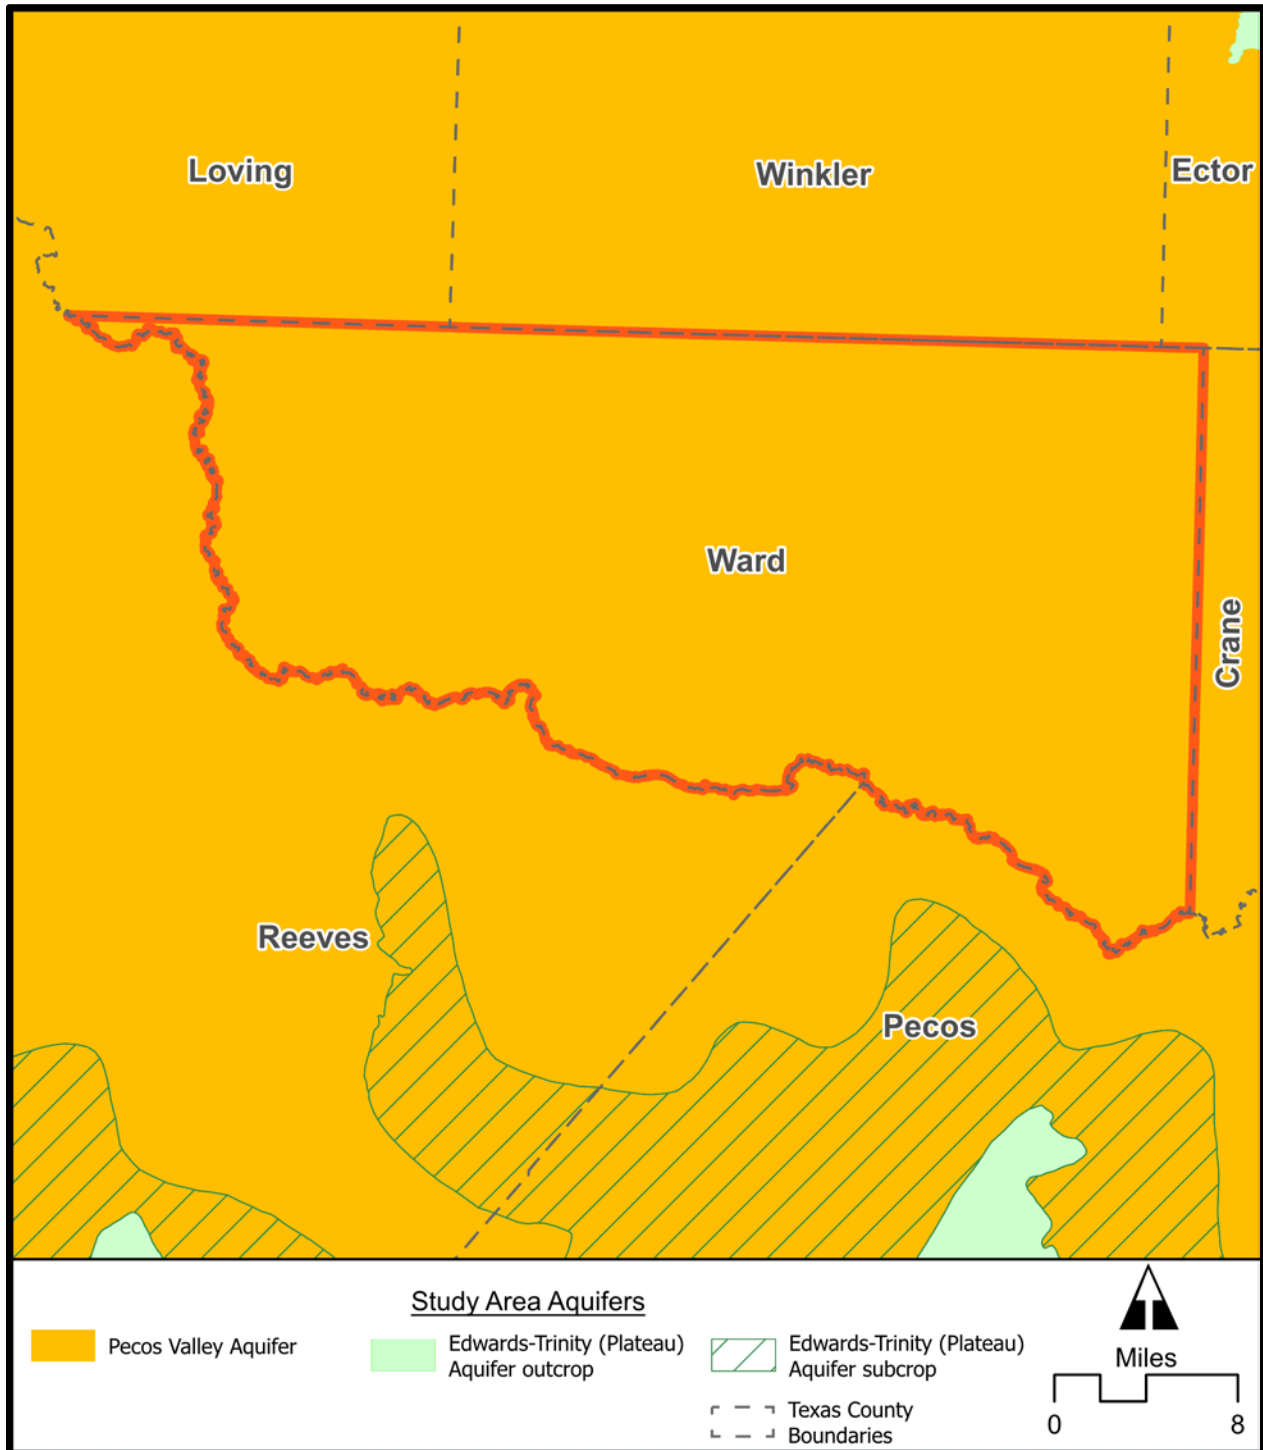 Loving
Winkler
Ector
Ward
Crane
Reeves
Pecos
Study Area Aquifers
Pecos Valley Aquifer
Edwards-Trinity (Plateau)
Aquifer outcrop
Edwards-Trinity (Plateau)
Aquifer subcrop
Texas County
Boundaries
Miles
0 8